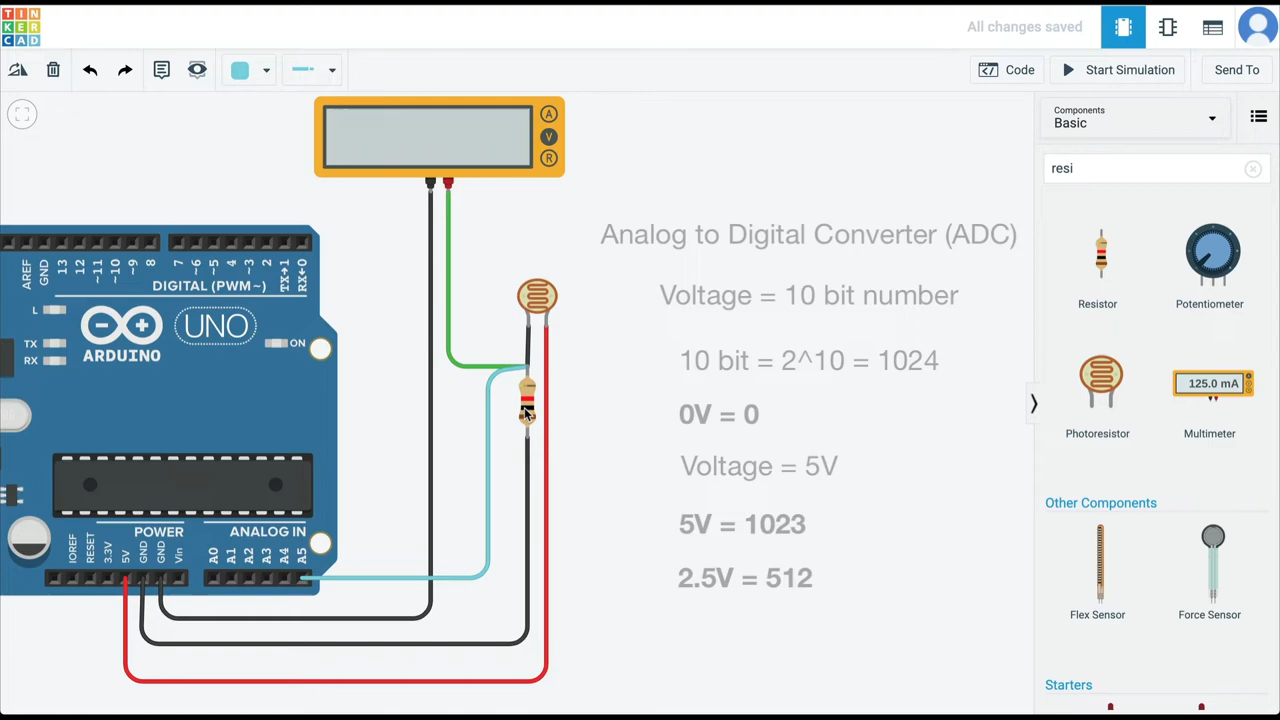 TIN
KER
CAD
All changes saved
Code
Start Simulation
Send To
Components
Basic
resi
A
V
R
Resistor
Potentiometer
125.0 mA
Photoresistor
Multimeter
Other Components
Flex Sensor
Force Sensor
Starters
Analog to Digital Converter (ADC)
Voltage = 10 bit number
10 bit = 2^10 = 1024
0V = 0
Voltage = 5V
5V = 1023
2.5V = 512
AREF
GND
13
12
~11
~10
~9
8
7
~6
~5
4
~3
2
TX→1
RX←0
DIGITAL (PWM~)
L
TX
RX
ARDUINO
UNO
ON
POWER
ANALOG IN
IOREF
RESET
3.3V
5V
GND
GND
Vin
A0
A1
A2
A3
A4
A5